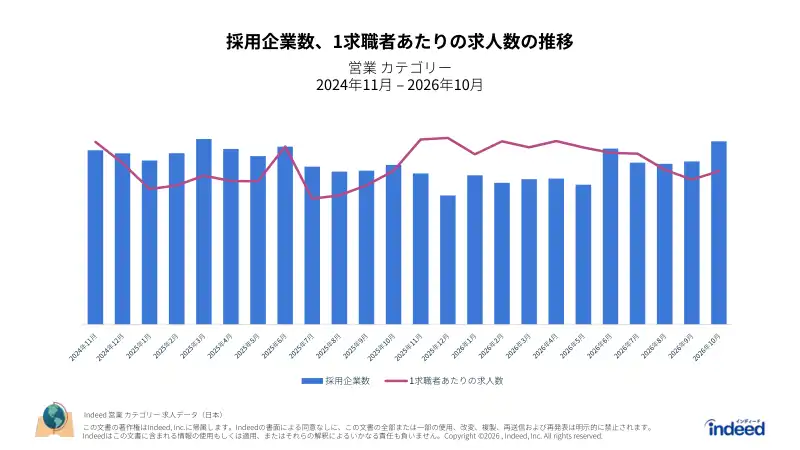 採用企業数、1求職者あたりの求人数の推移
営業 カテゴリー
2024年11月 – 2026年10月
2024年11月
2024年12月
2025年1月
2025年2月
2025年3月
2025年4月
2025年5月
2025年6月
2025年7月
2025年8月
2025年9月
2025年10月
2025年11月
2025年12月
2026年1月
2026年2月
2026年3月
2026年4月
2026年5月
2026年6月
2026年7月
2026年8月
2026年9月
2026年10月
採用企業数
1求職者あたりの求人数
Indeed 営業 カテゴリー 求人データ（日本）
この文書の著作権はIndeed, Inc.に帰属します。Indeedの書面による同意なしに、この文書の全部または一部の使用、改変、複製、再送信および再発表は明示的に禁止されます。
Indeedはこの文書に含まれる情報の使用もしくは適用、またはそれらの解釈によるいかなる責任も負いません。Copyright ©2026 , Indeed, Inc. All rights reserved.
インディード
indeed